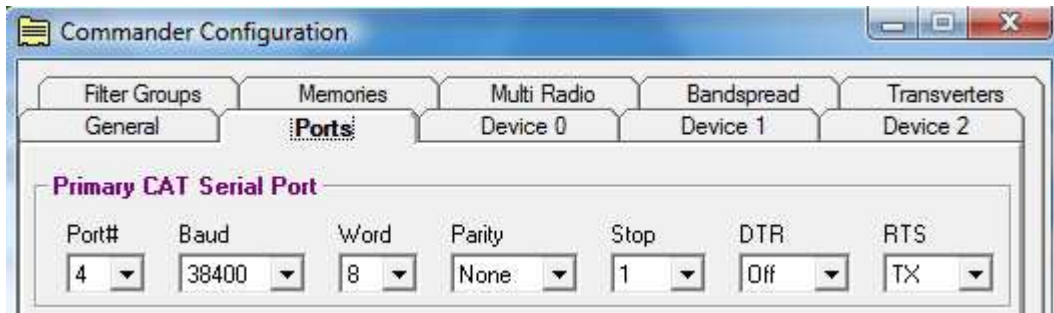 Commander Configuration
Filter Groups Memories Multi Radio Bandspread Transverters
General Ports Device 0 Device 1 Device 2
Primary CAT Serial Port
Port# Baud Word Parity Stop DTR RTS
4 38400 8 None 1 Off TX